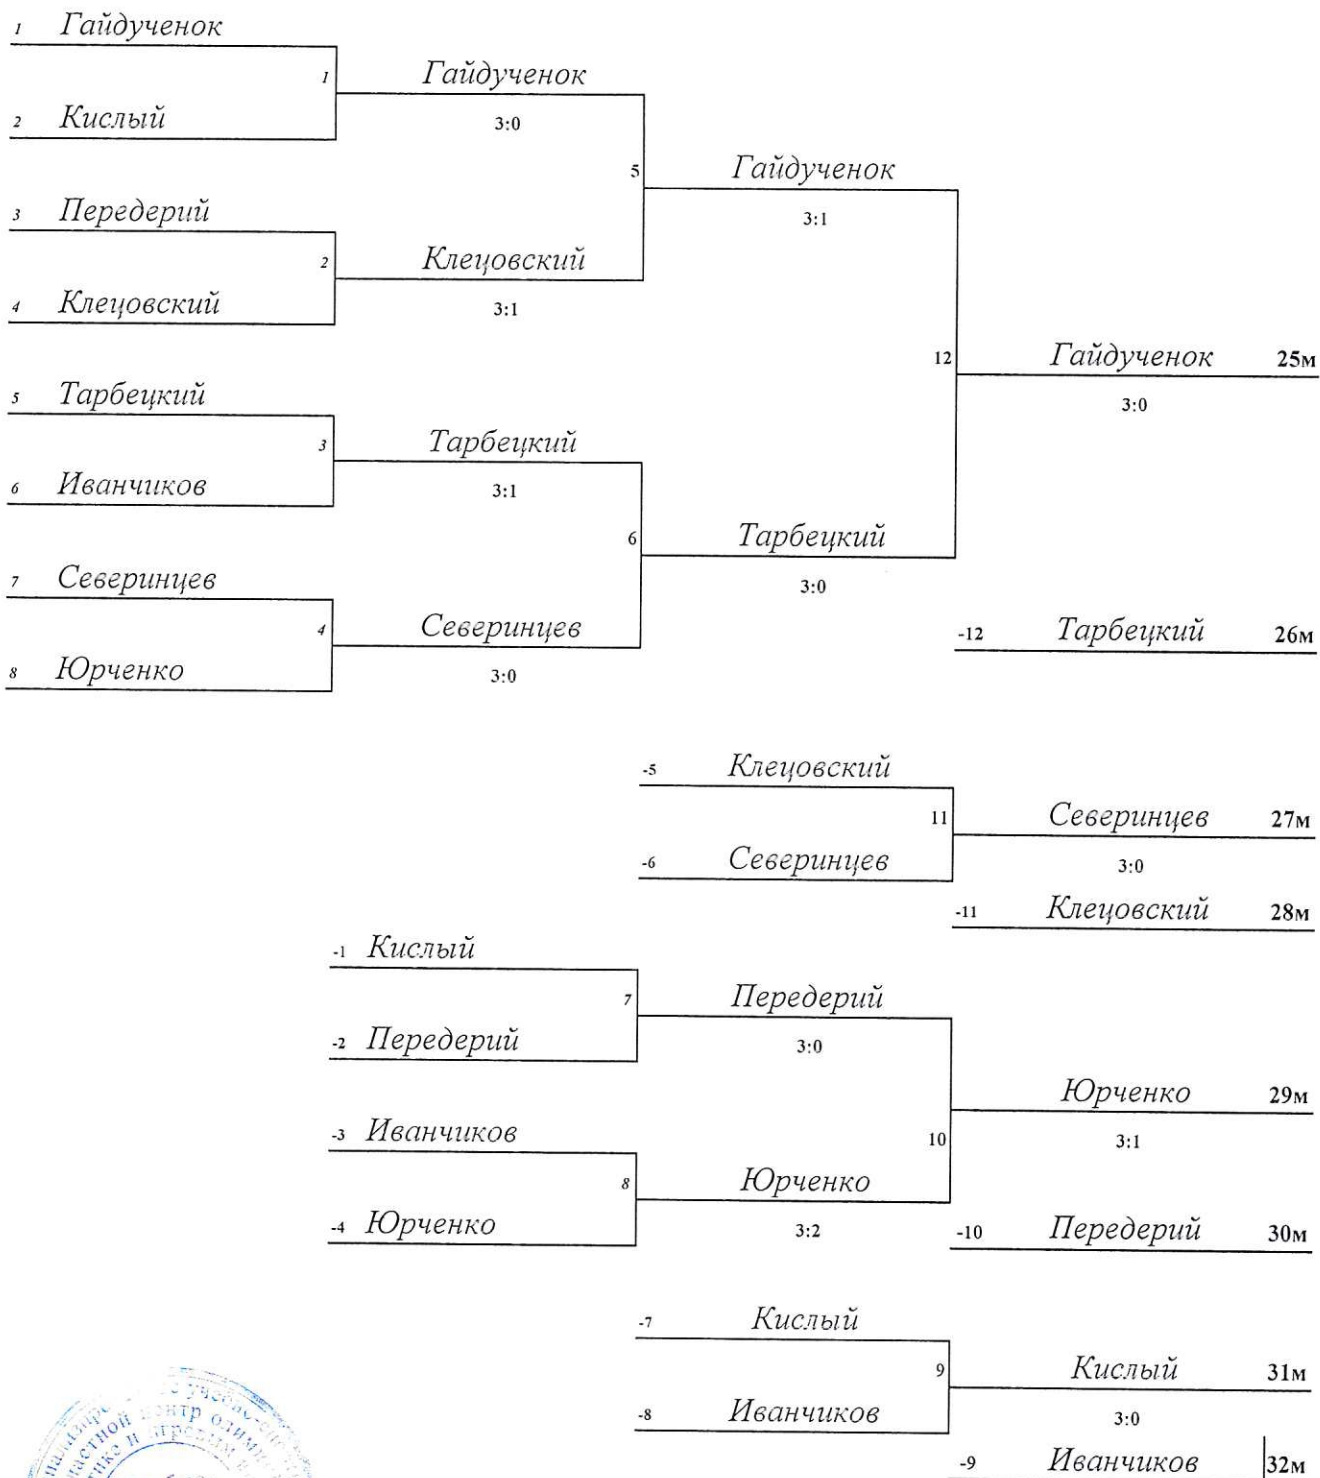 1 Гайдученок
1 Гайдученок
2 Кислый
3:0
5 Гайдученок
3 Передерий
3:1
2 Клецовский
4 Клецовский
3:1
12 Гайдученок 25м
5 Тарбецкий
3:0
3 Тарбецкий
6 Иванчиков
3:1
6 Тарбецкий
7 Северинцев
3:0
4 Северинцев
-12 Тарбецкий 26м
8 Юрченко
3:0
-5 Клецовский
11 Северинцев 27м
-6 Северинцев
3:0
-11 Клецовский 28м
-1 Кислый
7 Передерий
-2 Передерий
3:0
Юрченко 29м
-3 Иванчиков
10
3:1
8 Юрченко
-4 Юрченко
3:2
-10 Передерий 30м
-7 Кислый
9 Кислый 31м
-8 Иванчиков
3:0
-9 Иванчиков 32м